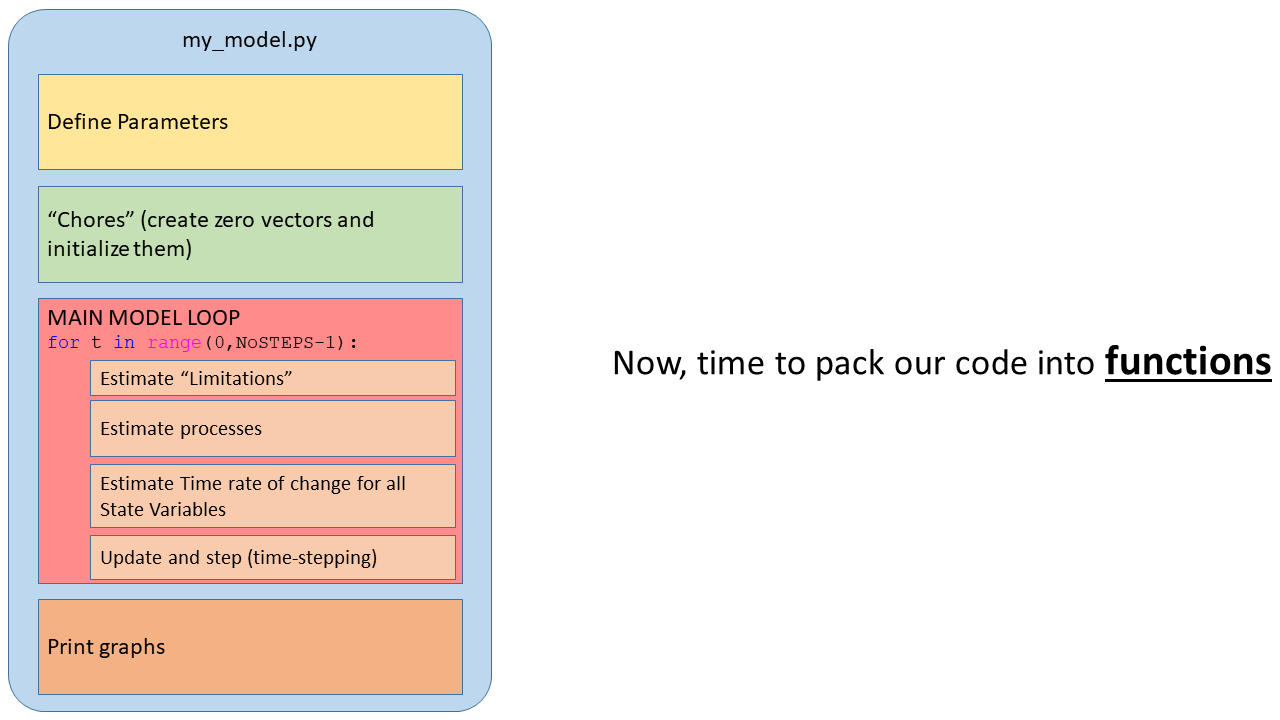 my_model.py
Define Parameters
“Chores” (create zero vectors and
initialize them)
MAIN MODEL LOOP
for t in range(0,NoSTEPS-1):
Estimate “Limitations”
Estimate processes
Estimate Time rate of change for all
State Variables
Update and step (time-stepping)
Print graphs
Now, time to pack our code into functions